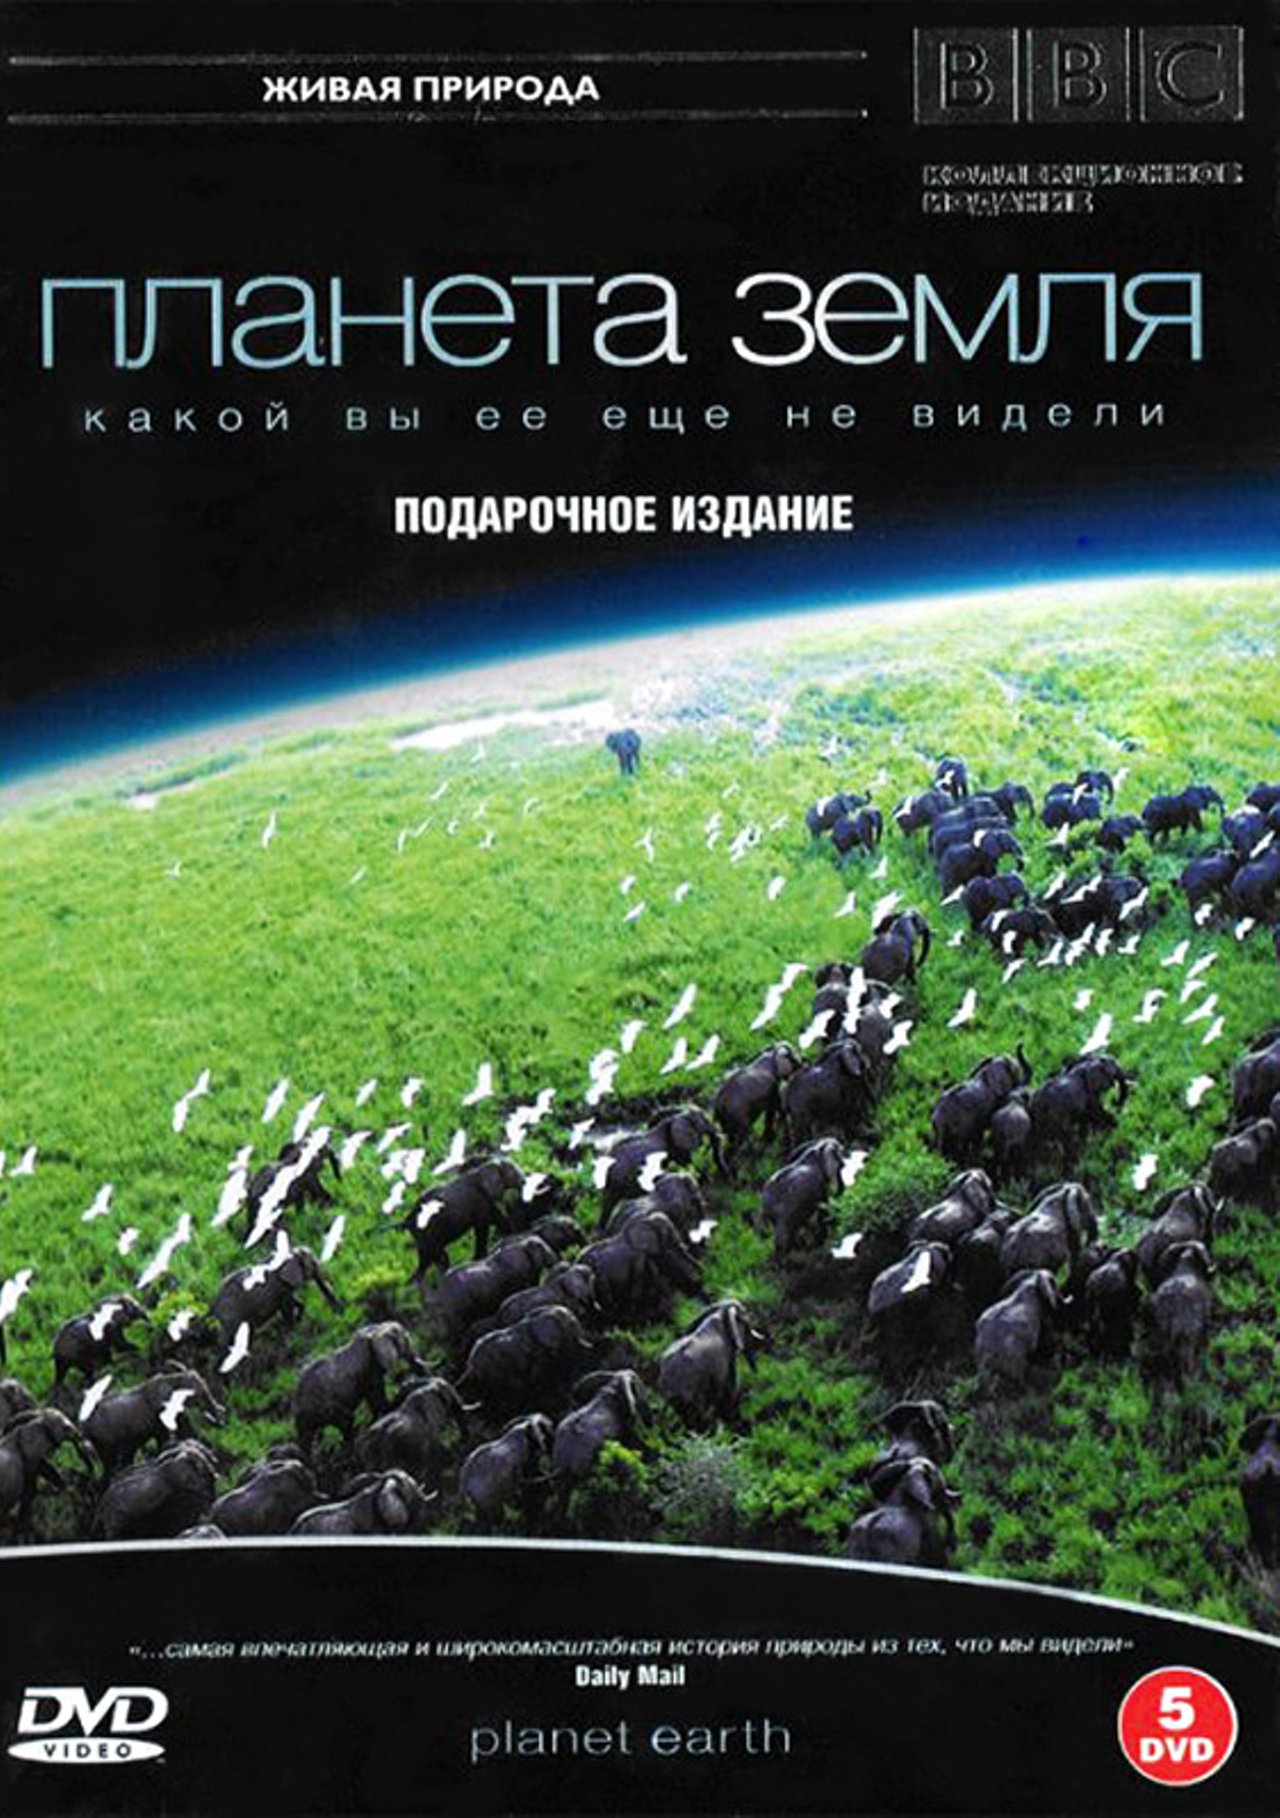 ЖИВАЯ ПРИРОДА
BBC
КОЛЛЕКЦИОННОЕ
ИЗДАНИЕ
планета земля
какой вы ее еще не видели
ПОДАРОЧНОЕ ИЗДАНИЕ
«...самая впечатляющая и широкомасштабная история природы из тех, что мы видели»
Daily Mail
DVD
VIDEO
planet earth
5
DVD